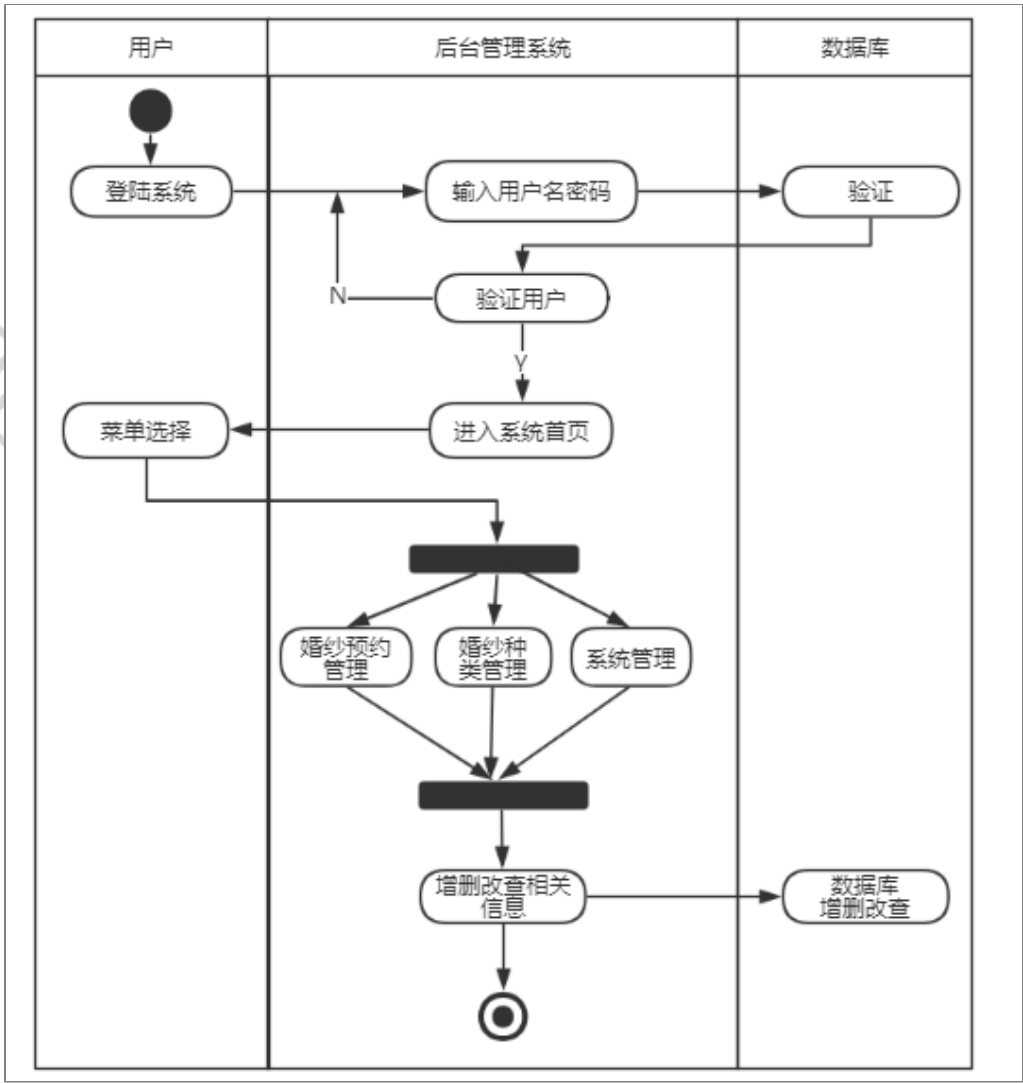 用户
后台管理系统
数据库
登陆系统
输入用户名密码
验证
N
验证用户
Y
菜单选择
进入系统首页
婚纱预约
管理
婚纱种
类管理
系统管理
增删改查相关
信息
数据库
增删改查